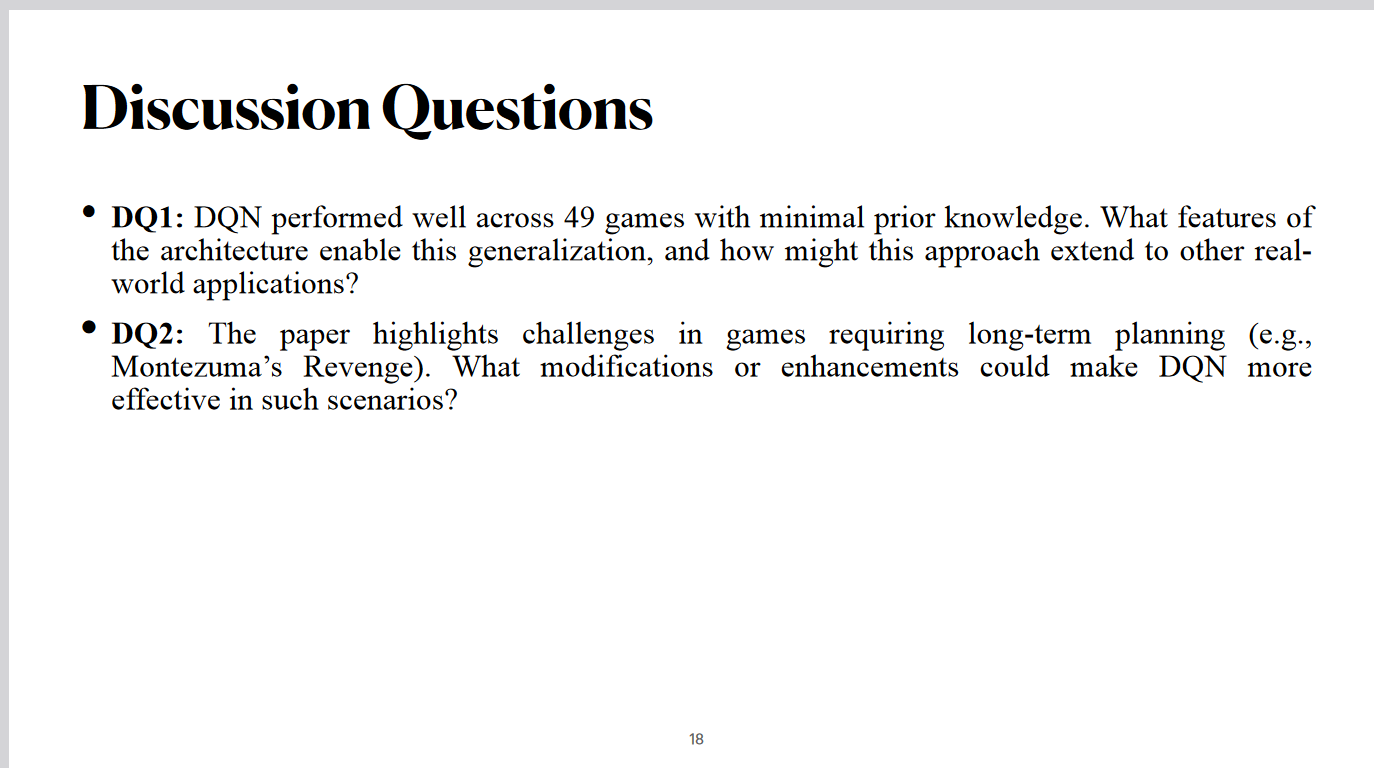 Discussion Questions
• DQ1: DQN performed well across 49 games with minimal prior knowledge. What features of
the architecture enable this generalization, and how might this approach extend to other real-
world applications?
• DQ2: The paper highlights challenges in games requiring long-term planning (e.g.,
Montezuma’s Revenge). What modifications or enhancements could make DQN more
effective in such scenarios?
18